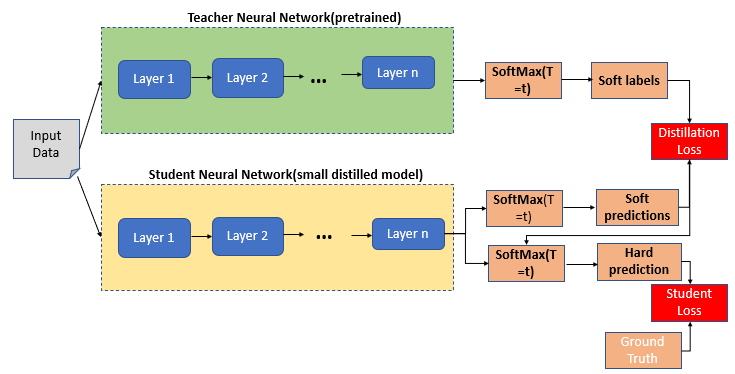 Teacher Neural Network(pretrained)
Layer 1
Layer 2
...
Layer n
SoftMax(T
=t)
Soft labels
Input
Data
Distillation
Loss
Student Neural Network(small distilled model)
Layer 1
Layer 2
...
Layer n
SoftMax(T
=t)
Soft
predictions
SoftMax(T
=t)
Hard
prediction
Student
Loss
Ground
Truth